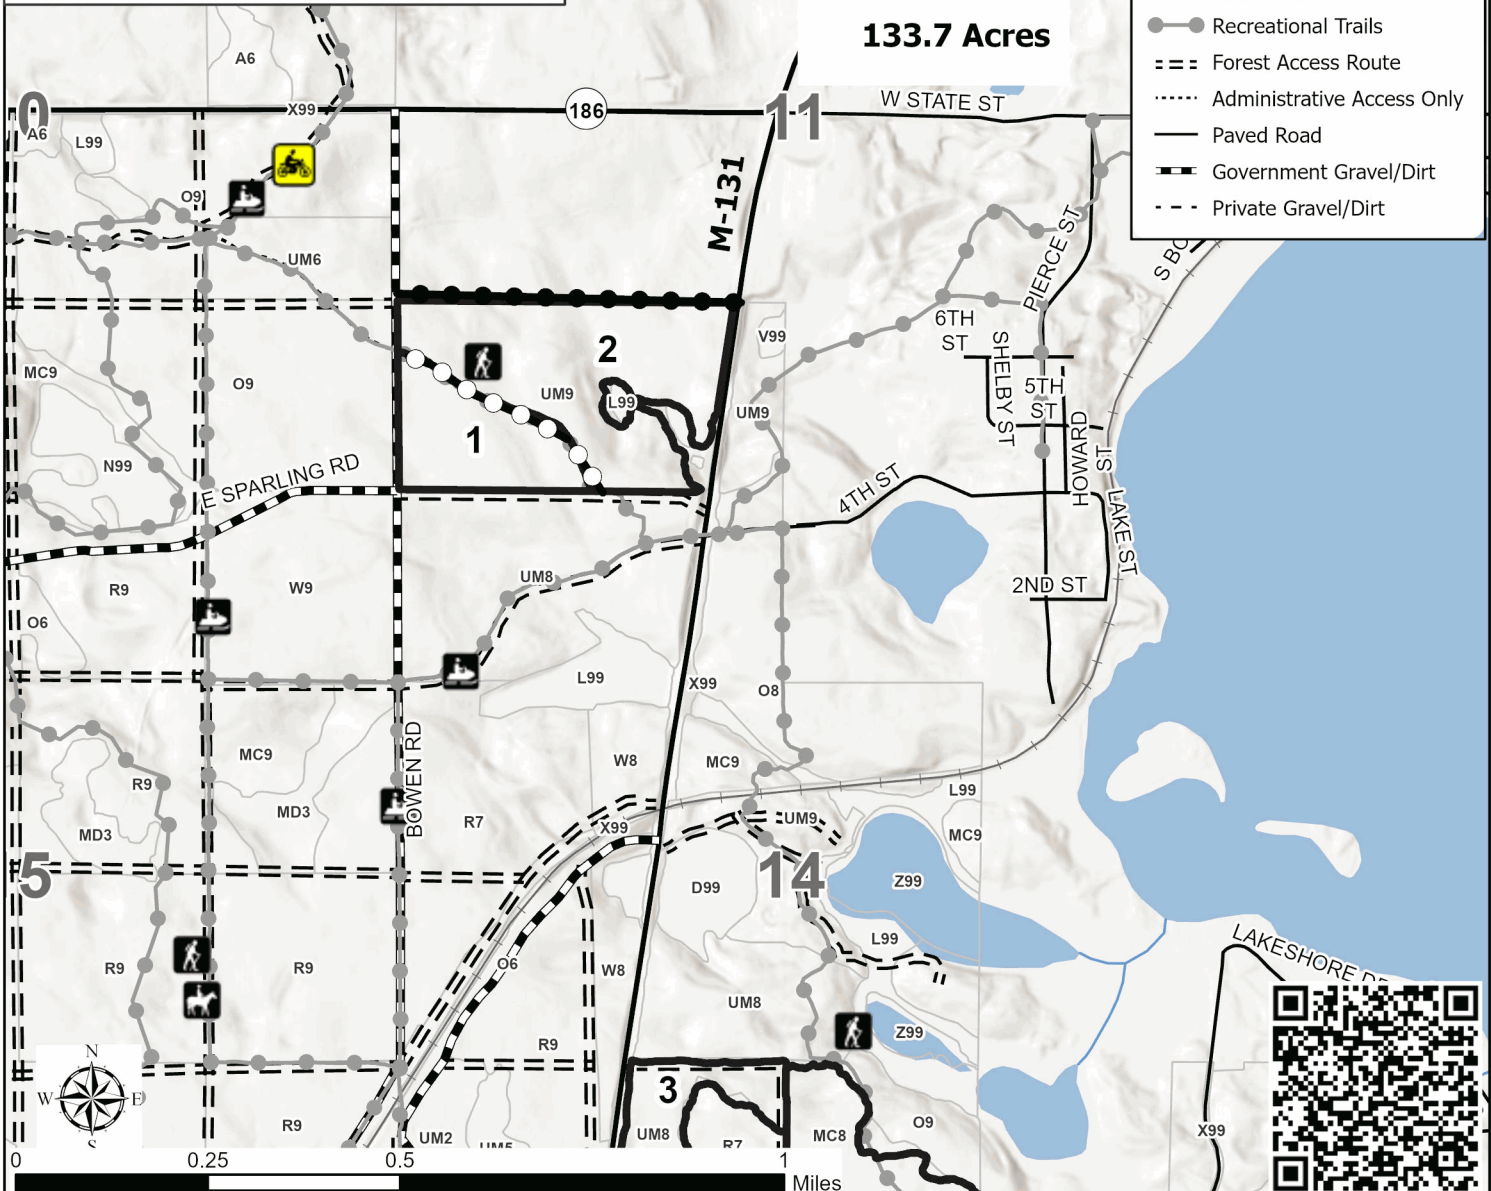 133.7 Acres
Recreational Trails
Forest Access Route
Administrative Access Only
Paved Road
Government Gravel/Dirt
Private Gravel/Dirt
A6
X99
186
W STATE ST
0
11
A6
L99
M-131
O9
PIERCE ST
S BO
UM6
6TH
ST
V99
2
SHELBY ST
MC9
O9
UM9
L99
UM9
5TH
ST
1
HOWARD
ST
N99
E SPARLING RD
4TH ST
LAKE ST
R9
W9
UM8
2ND ST
O6
L99
X99
O8
BOWEN RD
MC9
W8
MC9
R9
L99
MD3
MD3
R7
X99
UM9
MC9
5
14
D99
Z99
L99
LAKESHORE DR
R9
R9
O6
W8
UM8
Z99
R9
N
W E
S
3
R9
UM2
UM5
UM8
R7
MC8
O9
X99
0 0.25 0.5 1
Miles